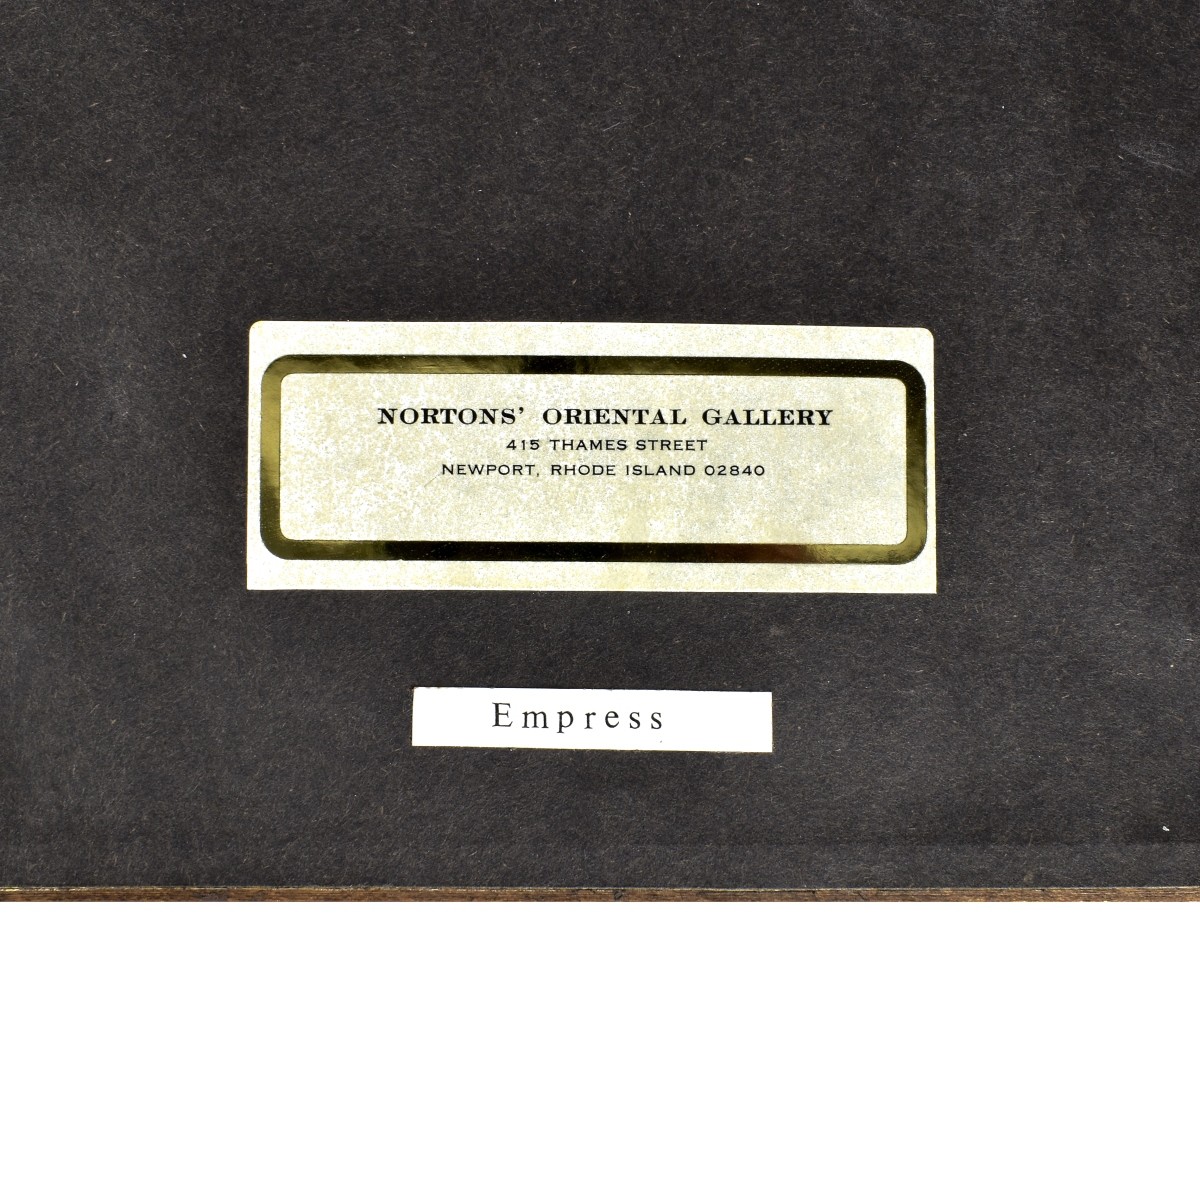 NORTONS' ORIENTAL GALLERY
415 THAMES STREET
NEWPORT, RHODE ISLAND 02840
Empress